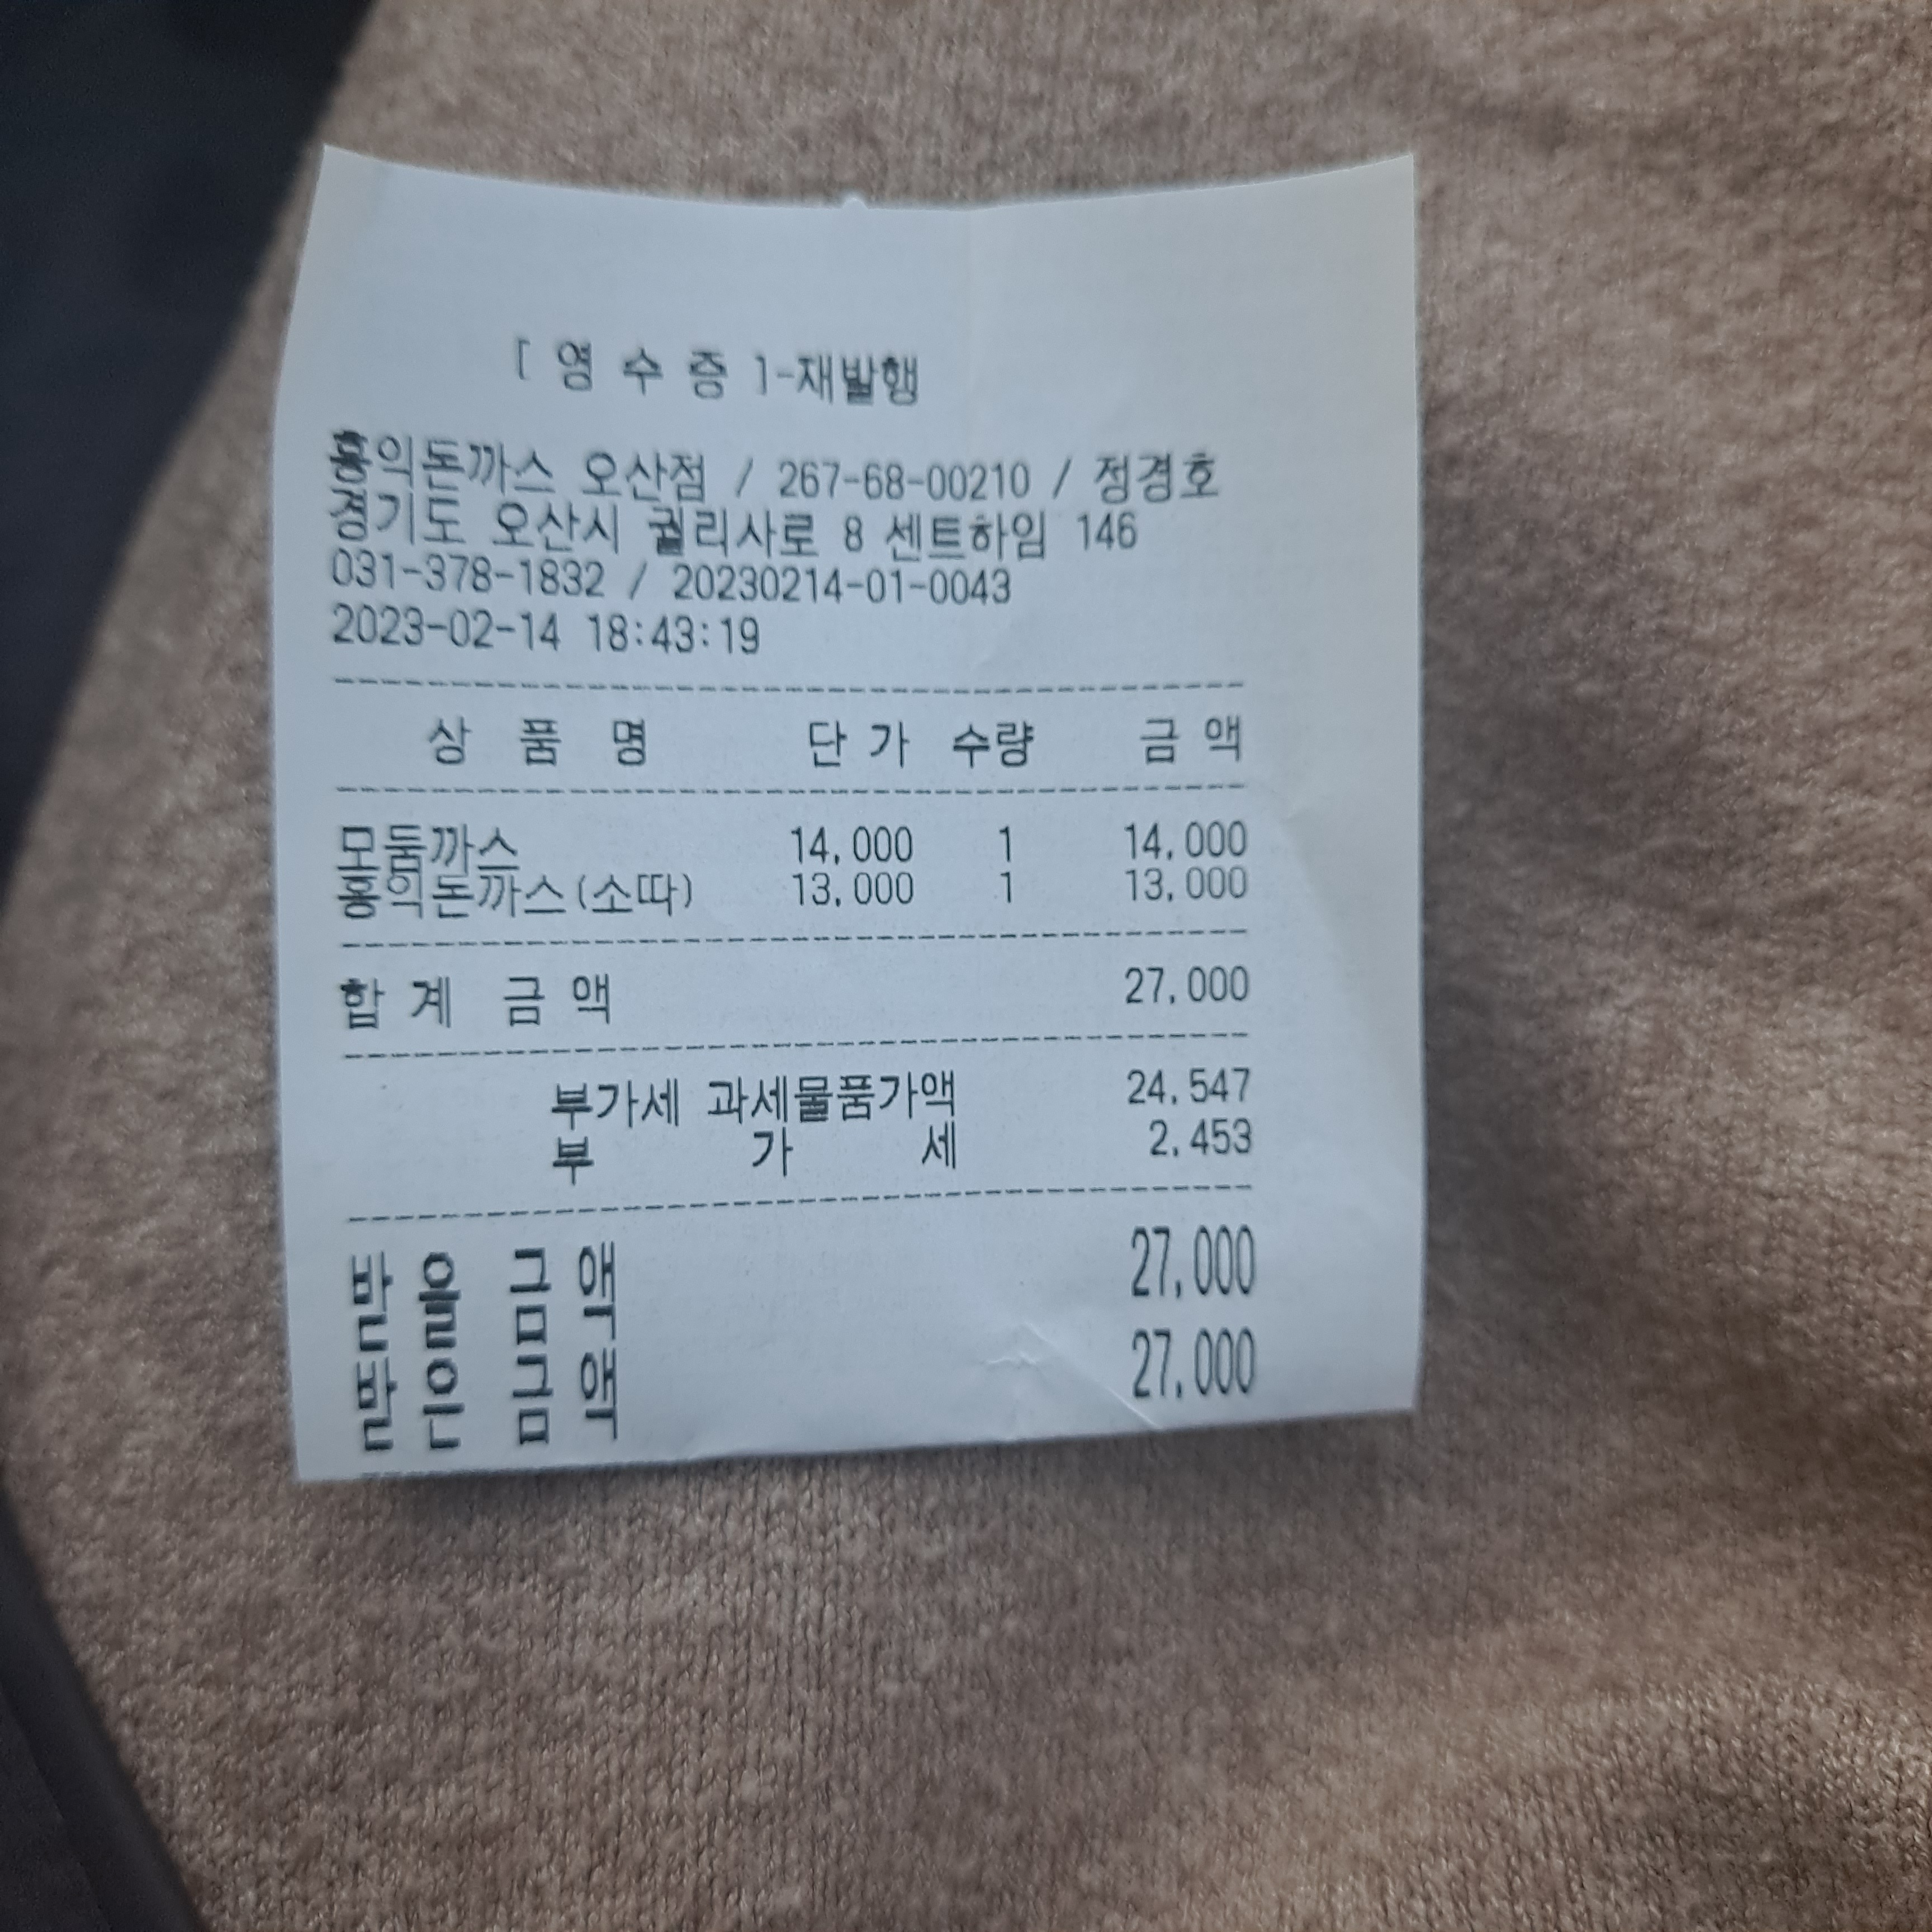 [ 영 수 증 ]-재발행
홍익돈까스 오산점 / 267-68-00210 / 정경호
경기도 오산시 궐리사로 8 센트하임 146
031-378-1832 / 20230214-01-0043
2023-02-14 18:43:19
상 품 명 단 가 수량 금 액
모둠까스 14,000 1 14,000
홍익돈까스(소따) 13,000 1 13,000
합 계 금 액 27,000
부가세 과세물품가액 24,547
부 가 세 2,453
받 을 금 액 27,000
받 은 금 액 27,000